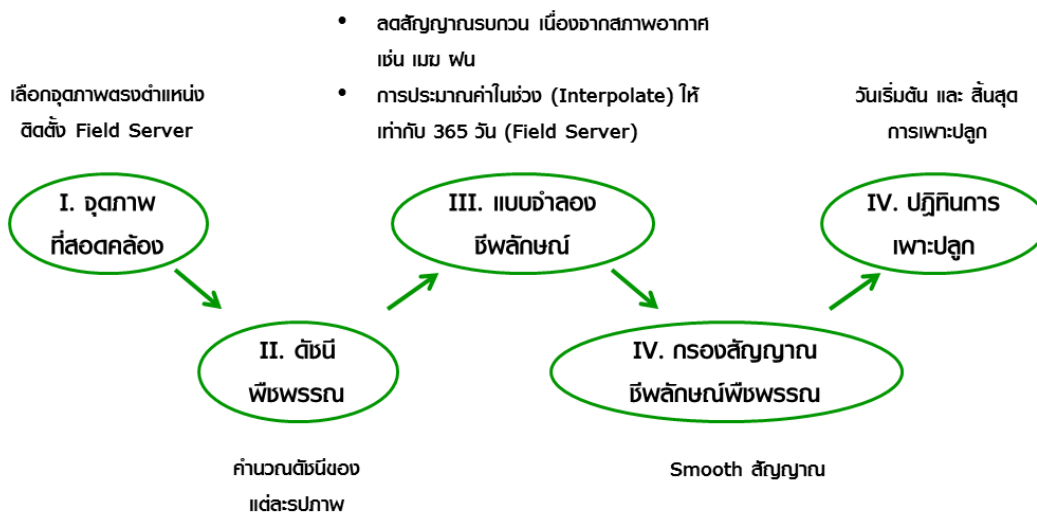 • ลดสัญญาณรบกวน เนื่องจากสภาพอากาศ
เช่น เมฆ ฝน
• การประมาณค่าในช่วง (Interpolate) ให้
เท่ากับ 365 วัน (Field Server)
เลือกจุดภาพตรงตำแหน่ง
ติดตั้ง Field Server
วันเริ่มต้น และ สิ้นสุด
การเพาะปลูก
I. จุดภาพ
ที่สอดคล้อง
III. แบบจำลอง
ชีพลักษณ์
IV. ปฏิทินการ
เพาะปลูก
II. ดัชนี
พืชพรรณ
IV. กรองสัญญาณ
ชีพลักษณ์พืชพรรณ
คำนวณดัชนีของ
แต่ละรูปภาพ
Smooth สัญญาณ